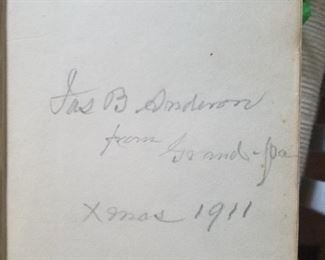 Jas B Anderson
from
Grand-pa
Xmas 1911